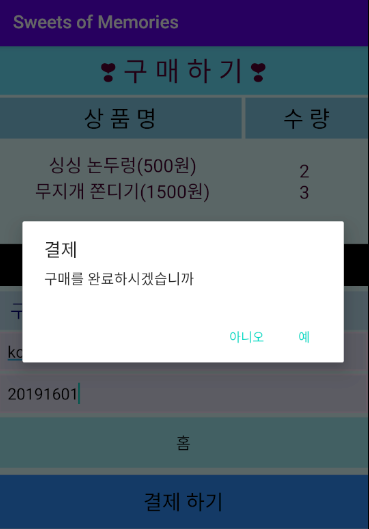 Sweets of Memories
❣구 매 하 기❣
상 품 명 수 량
싱싱 논두렁(500원) 2
무지개 쫀디기(1500원) 3
결제
구매를 완료하시겠습니까
아니오 예
20191601
홈
결제 하기